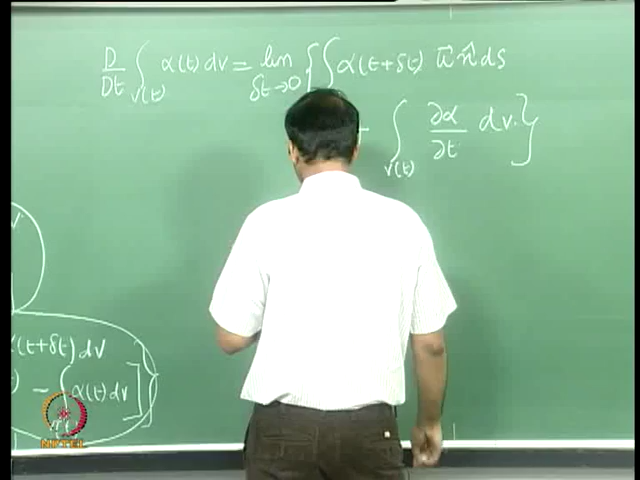 D/Dt ∫_{V(t)} α(t) dv = lim_{δt→0} { ∫ α(t+δt) u⃗ n̂ ds
+ ∫_{V(t)} ∂α/∂t dv. }
α(t+δt) dv
− ∫ α(t) dv ] }
NPTEL